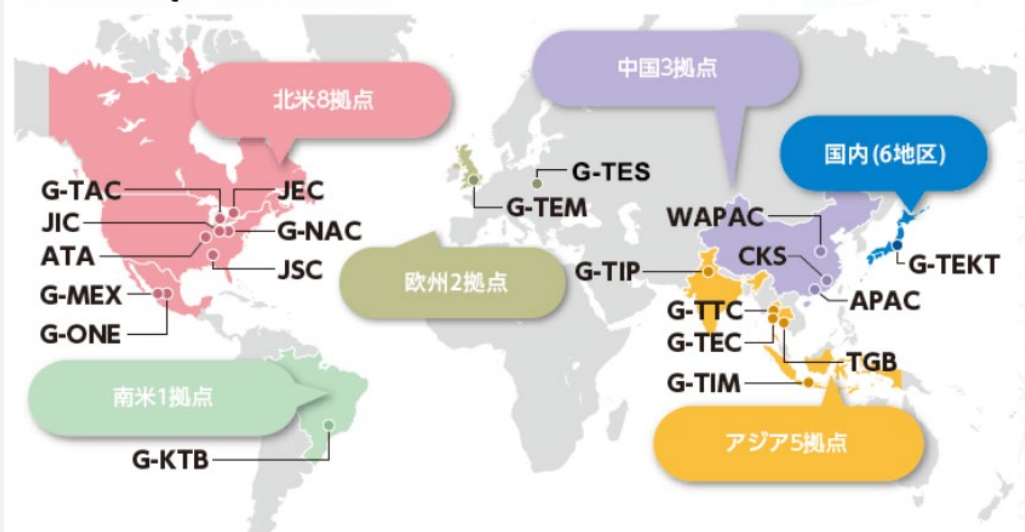 中国3拠点
北米8拠点
国内(6地区)
G-TAC
JEC
G-TES
JIC
G-NAC
G-TEM
WAPAC
ATA
JSC
CKS
G-TEKT
欧州2拠点
G-TIP
G-MEX
APAC
G-TTC
G-ONE
G-TEC
TGB
G-TIM
南米1拠点
アジア5拠点
G-KTB